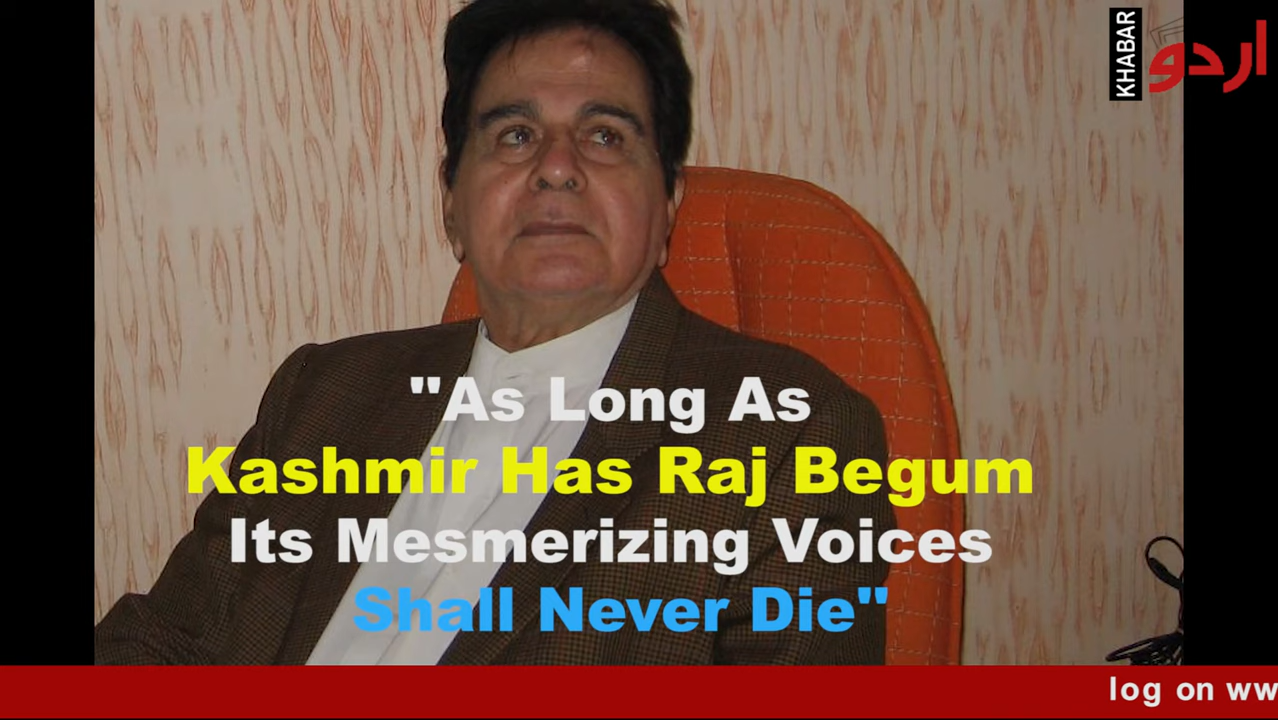 KHABAR
اردو
"As Long As
Kashmir Has Raj Begum
Its Mesmerizing Voices
Shall Never Die"
log on ww